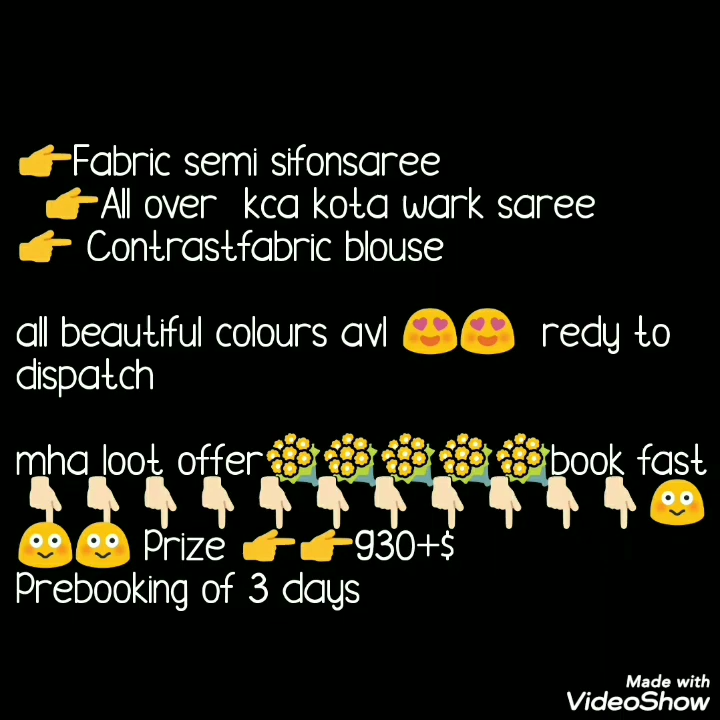 👉Fabric semi sifonsaree
👉All over kca kota wark saree
👉 Contrastfabric blouse
all beautiful colours avl 😍😍 redy to
dispatch
mha loot offer💐💐💐💐💐book fast
👇🏻👇🏻👇🏻👇🏻👇🏻👇🏻👇🏻👇🏻👇🏻👇🏻👇🏻😳
😳😳 Prize 👉👉930+$
Prebooking of 3 days
Made with
VideoShow